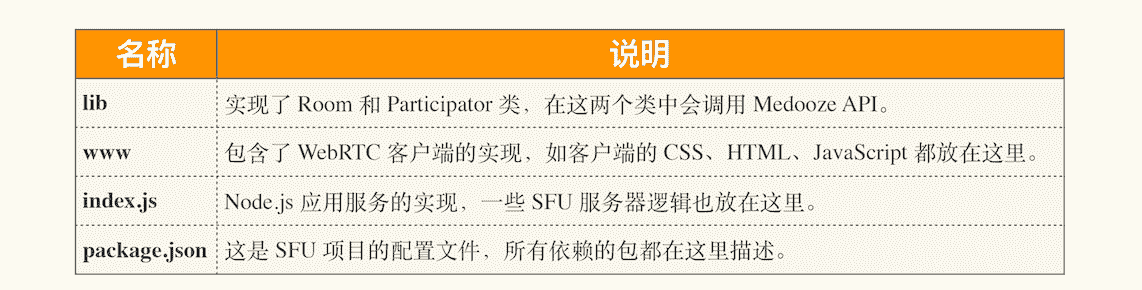 名称 说明
lib 实现了 Room 和 Participator 类，在这两个类中会调用 Medooze API。
www 包含了 WebRTC 客户端的实现，如客户端的 CSS、HTML、JavaScript 都放在这里。
index.js Node.js 应用服务的实现，一些 SFU 服务器逻辑也放在这里。
package.json 这是 SFU 项目的配置文件，所有依赖的包都在这里描述。